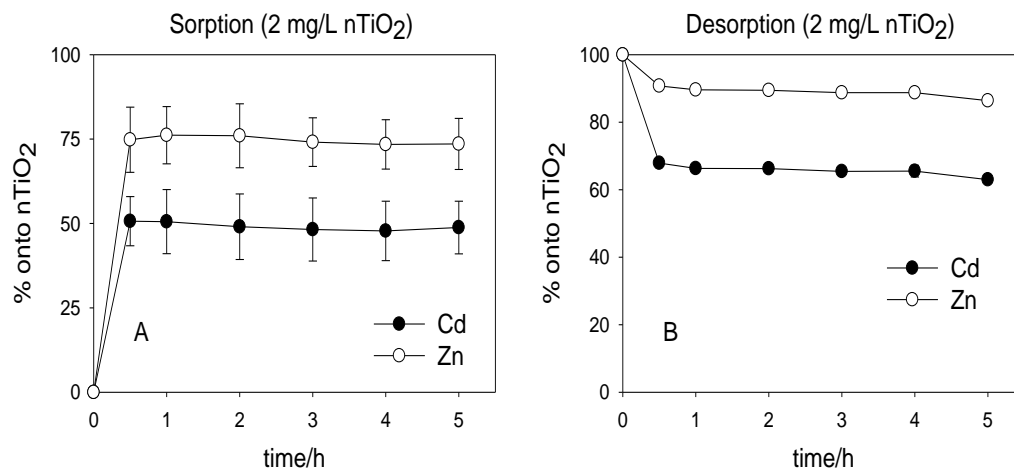 Sorption (2 mg/L nTiO2)
100
75
50
25
0
% onto nTiO2
A
Cd
Zn
0 1 2 3 4 5
time/h
Desorption (2 mg/L nTiO2)
100
80
60
40
20
0
% onto nTiO2
B
Cd
Zn
0 1 2 3 4 5
time/h